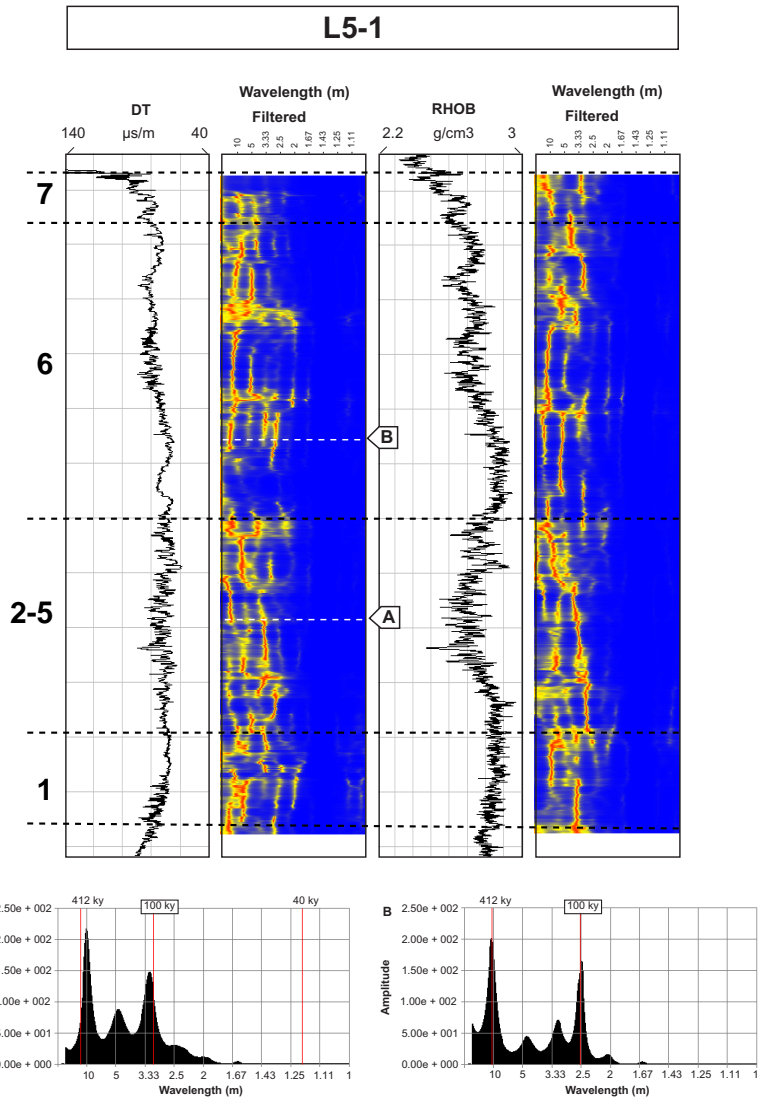 L5-1
DT
140 µs/m 40
Wavelength (m)
Filtered
10 5 3.33 2.5 2 1.67 1.43 1.25 1.11
RHOB
2.2 g/cm3 3
Wavelength (m)
Filtered
10 5 3.33 2.5 2 1.67 1.43 1.25 1.11
7
6
B
2-5
A
1
412 ky 100 ky 40 ky
2.00e + 002
1.00e + 001
0.00e + 000
10 5 3.33 2.5 2 1.67 1.43 1.25 1.11 1
Wavelength (m)
B
412 ky 100 ky
Amplitude
2.50e + 002
2.00e + 002
1.50e + 002
1.00e + 002
5.00e + 001
0.00e + 000
10 5 3.33 2.5 2 1.67 1.43 1.25 1.11 1
Wavelength (m)